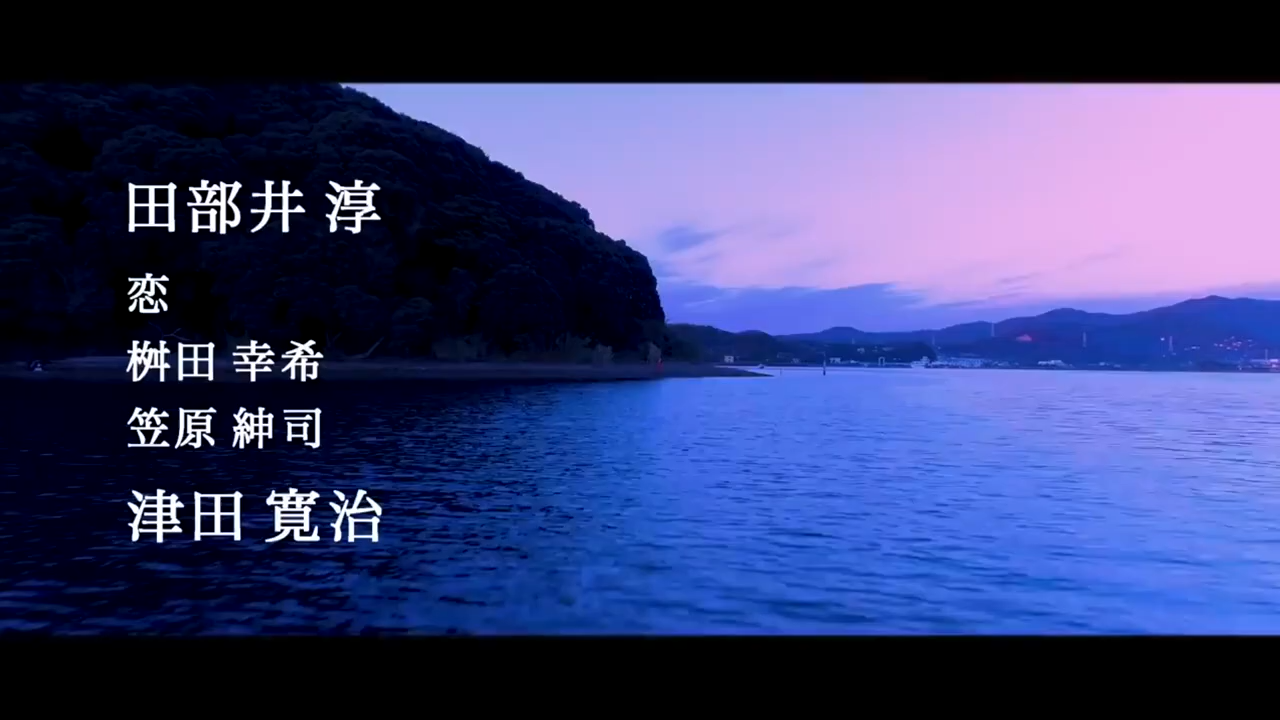 田部井 淳
恋
桝田 幸希
笠原 紳司
津田 寛治